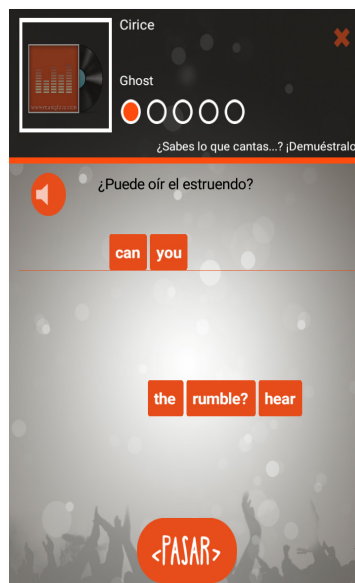 Cirice
Ghost
¿Sabes lo que cantas...? ¡Demuéstralo
¿Puede oír el estruendo?
can you
the rumble? hear
<PASAR>